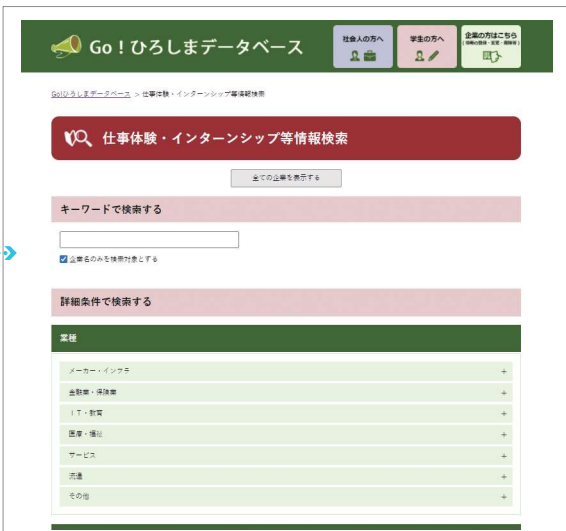 Go！ひろしまデータベース
社会人の方へ
学生の方へ
企業の方はこちら
Go!ひろしまデータベース > 仕事体験・インターンシップ等情報検索
仕事体験・インターンシップ等情報検索
全ての企業を表示する
キーワードで検索する
企業名のみを検索対象とする
詳細条件で検索する
業種
メーカー・インフラ
+
金融業・保険業
+
IT・教育
+
医療・福祉
+
サービス
+
流通
+
その他
+